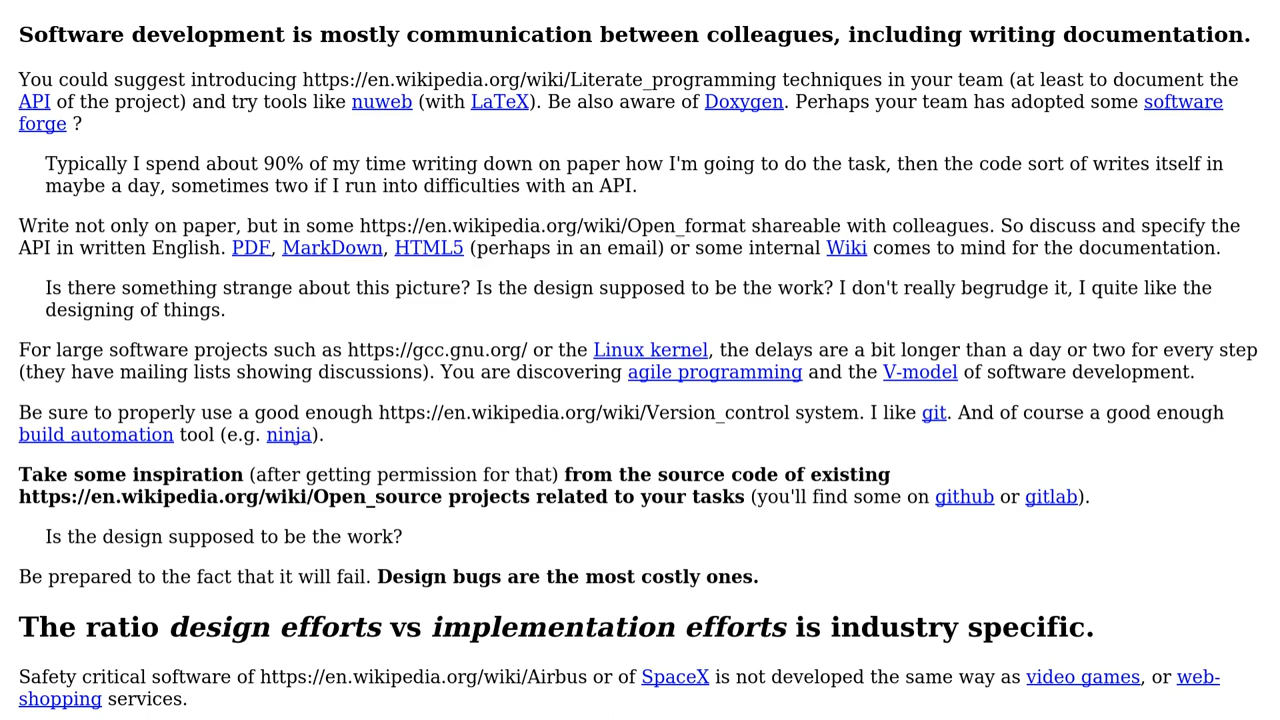 Software development is mostly communication between colleagues, including writing documentation.
You could suggest introducing https://en.wikipedia.org/wiki/Literate_programming techniques in your team (at least to document the
API of the project) and try tools like nuweb (with LaTeX). Be also aware of Doxygen. Perhaps your team has adopted some software
forge ?
Typically I spend about 90% of my time writing down on paper how I'm going to do the task, then the code sort of writes itself in
maybe a day, sometimes two if I run into difficulties with an API.
Write not only on paper, but in some https://en.wikipedia.org/wiki/Open_format shareable with colleagues. So discuss and specify the
API in written English. PDF, MarkDown, HTML5 (perhaps in an email) or some internal Wiki comes to mind for the documentation.
Is there something strange about this picture? Is the design supposed to be the work? I don't really begrudge it, I quite like the
designing of things.
For large software projects such as https://gcc.gnu.org/ or the Linux kernel, the delays are a bit longer than a day or two for every step
(they have mailing lists showing discussions). You are discovering agile programming and the V-model of software development.
Be sure to properly use a good enough https://en.wikipedia.org/wiki/Version_control system. I like git. And of course a good enough
build automation tool (e.g. ninja).
Take some inspiration (after getting permission for that) from the source code of existing
https://en.wikipedia.org/wiki/Open_source projects related to your tasks (you'll find some on github or gitlab).
Is the design supposed to be the work?
Be prepared to the fact that it will fail. Design bugs are the most costly ones.
The ratio design efforts vs implementation efforts is industry specific.
Safety critical software of https://en.wikipedia.org/wiki/Airbus or of SpaceX is not developed the same way as video games, or web-
shopping services.